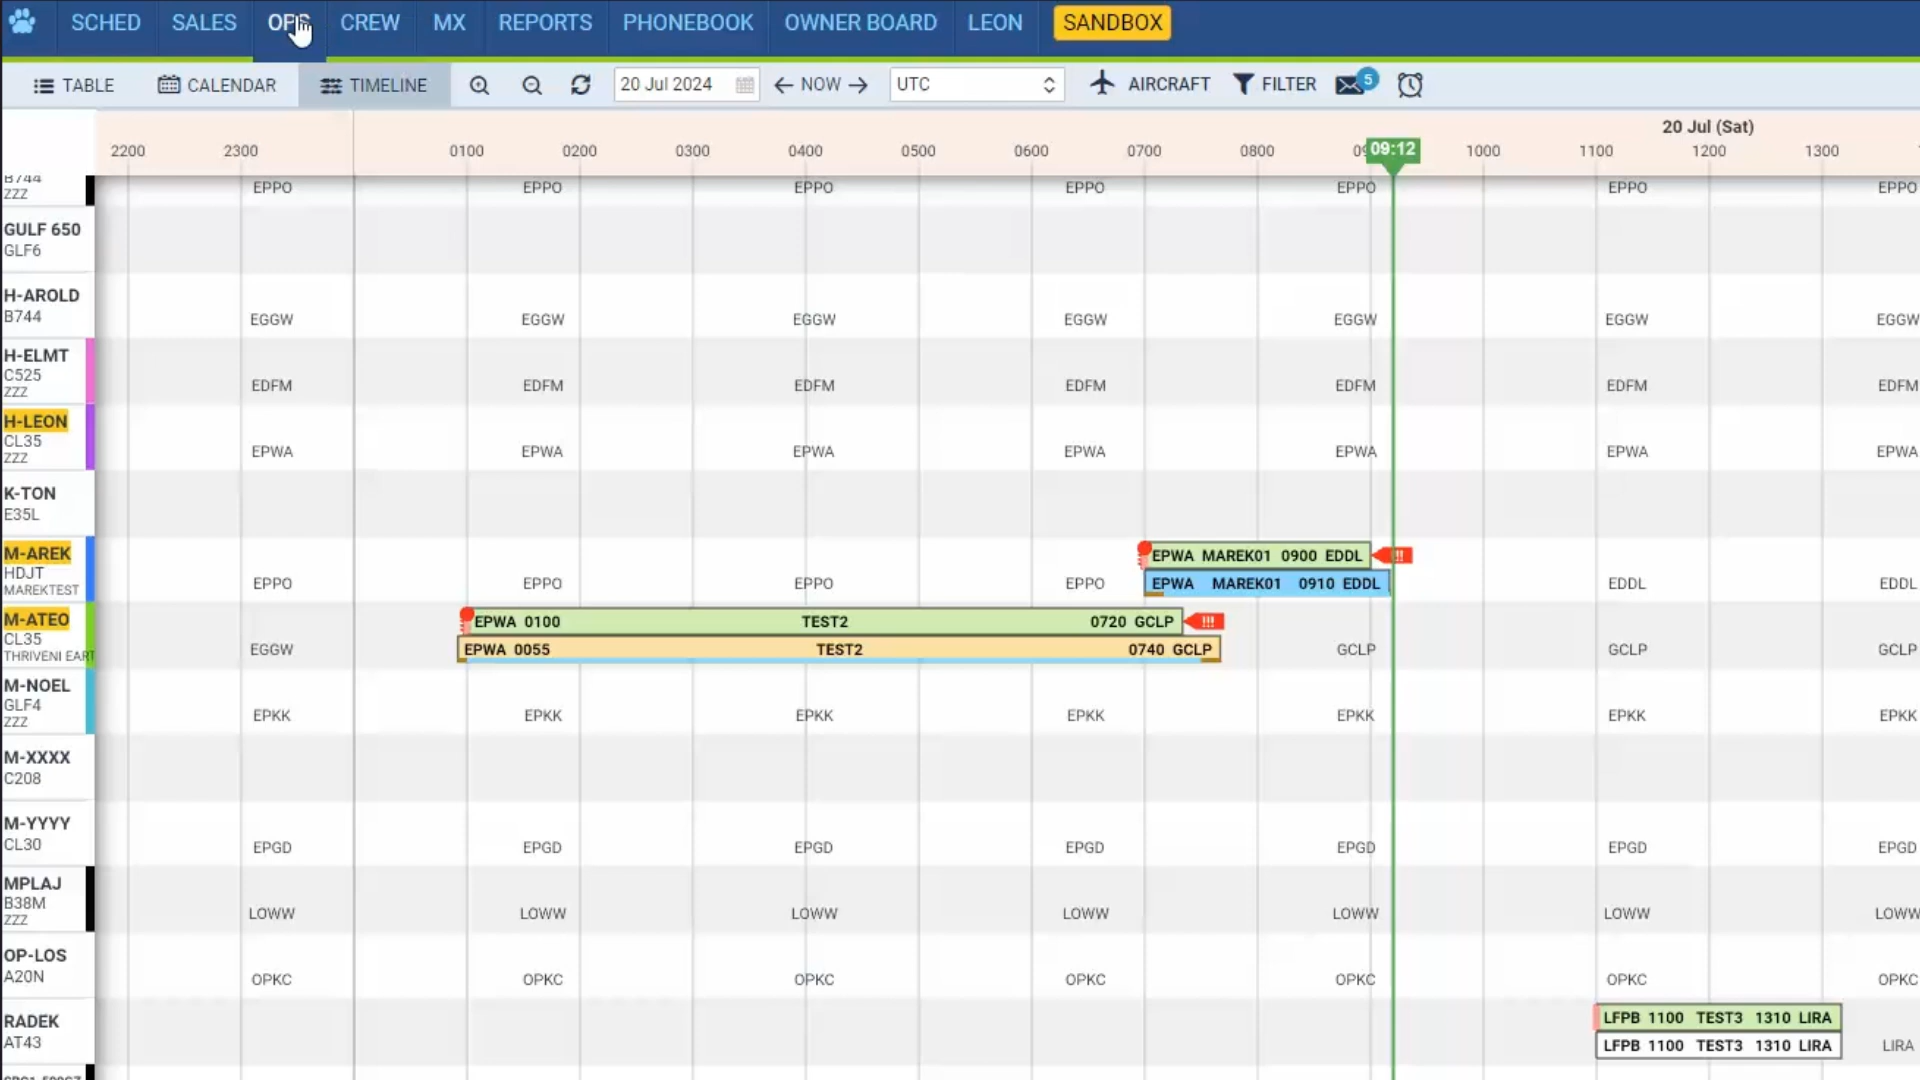 SCHED SALES OPS CREW MX REPORTS PHONEBOOK OWNER BOARD LEON SANDBOX
TABLE CALENDAR TIMELINE 20 Jul 2024 NOW UTC AIRCRAFT FILTER 5
20 Jul (Sat)
2200 2300 0100 0200 0300 0400 0500 0600 0700 0800 09:12 1000 1100 1200 1300
B744
ZZZ
EPPO EPPO EPPO EPPO EPPO EPPO EPPO
GULF 650
GLF6
H-AROLD
B744
EGGW EGGW EGGW EGGW EGGW EGGW EGGW
H-ELMT
C525
ZZZ
EDFM EDFM EDFM EDFM EDFM EDFM EDFM
H-LEON
CL35
ZZZ
EPWA EPWA EPWA EPWA EPWA EPWA EPWA
K-TON
E35L
M-AREK
HDJT
MAREKTEST
EPWA MAREK01 0900 EDDL !!!
EPPO EPPO EPPO EPPO EPWA MAREK01 0910 EDDL EDDL EDDL
M-ATEO
CL35
THRIVENI EART
EPWA 0100 TEST2 0720 GCLP !!!
EGGW EPWA 0055 TEST2 0740 GCLP GCLP GCLP GCLP
M-NOEL
GLF4
ZZZ
EPKK EPKK EPKK EPKK EPKK EPKK EPKK
M-XXXX
C208
M-YYYY
CL30
EPGD EPGD EPGD EPGD EPGD EPGD EPGD
MPLAJ
B38M
ZZZ
LOWW LOWW LOWW LOWW LOWW LOWW LOWW
OP-LOS
A20N
OPKC OPKC OPKC OPKC OPKC OPKC OPKC
RADEK
AT43
LFPB 1100 TEST3 1310 LIRA
LFPB 1100 TEST3 1310 LIRA LIRA